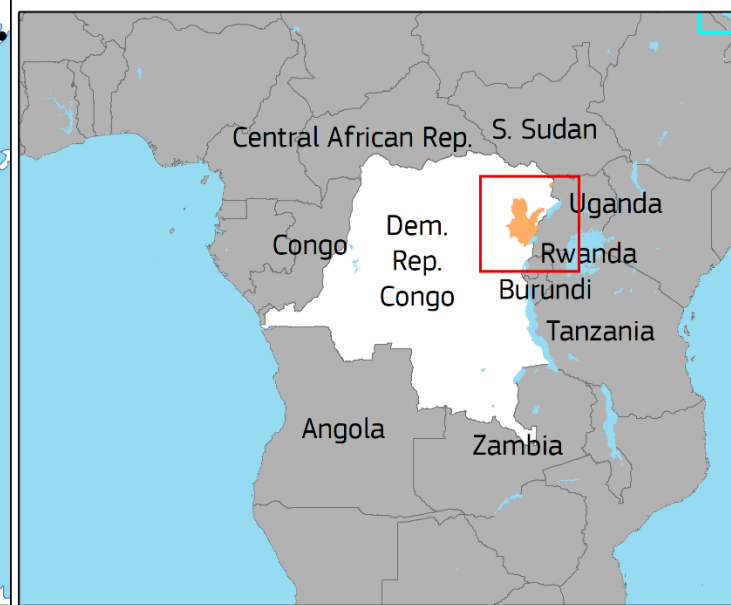 Central African Rep.
S. Sudan
Uganda
Dem.
Rep.
Congo
Congo
Rwanda
Burundi
Tanzania
Angola
Zambia